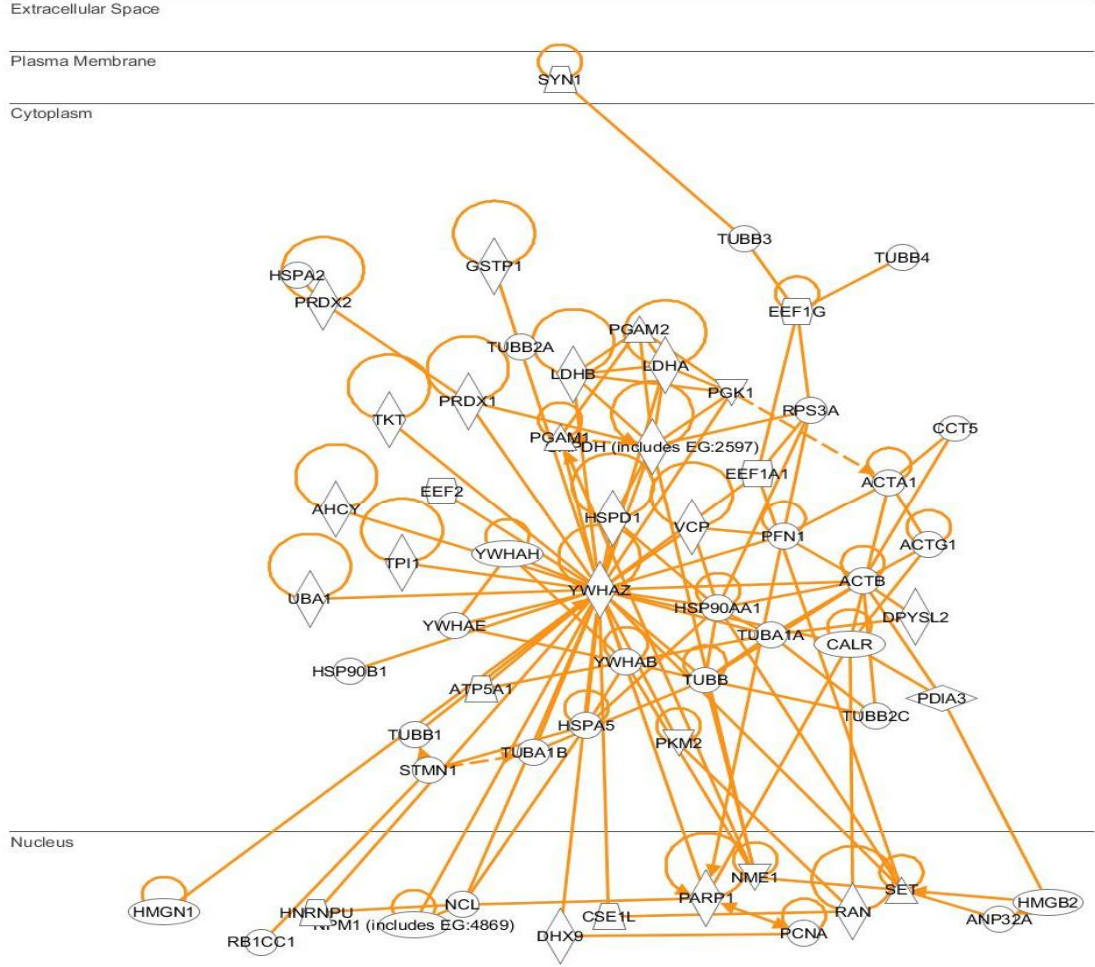 Extracellular Space
Plasma Membrane
SYN1
Cytoplasm
TUBB3
TUBB4
GSTP1
HSPA2
PRDX2
EEF1G
PGAM2
TUBB2A
LDHA
LDHB
PGK1
PRDX1
RPS3A
TKT
CCT5
PGAM1
GAPDH (includes EG:2597)
EEF1A1
ACTA1
EEF2
AHCY
HSPD1
VCP
PFN1
ACTG1
YWHAH
TPI1
ACTB
YWHAZ
UBA1
HSP90AA1
DPYSL2
YWHAE
TUBA1A
CALR
YWHAB
HSP90B1
TUBB
ATP5A1
PDIA3
TUBB2C
HSPA5
TUBB1
PKM2
TUBA1B
STMN1
Nucleus
NME1
SET
PARP1
HMGB2
NCL
HMGN1
HNRNPU
CSE1L
RAN
ANP32A
NPM1 (includes EG:4869)
PCNA
DHX9
RB1CC1